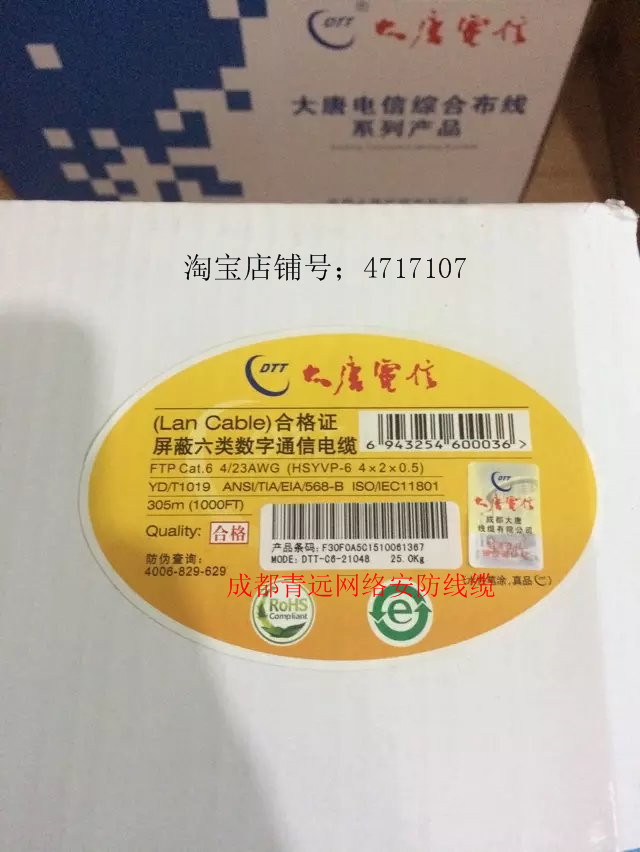 DTT ® 大唐電信
大唐电信综合布线
系列产品
淘宝店铺号；4717107
DTT 大唐電信
(Lan Cable)合格证
屏蔽六类数字通信电缆
6 943254 600036 >
FTP Cat.6 4/23AWG (HSYVP-6 4×2×0.5)
YD/T1019 ANSI/TIA/EIA/568-B ISO/IEC11801
305m (1000FT)
DTT
大唐電信
成都大唐
线缆有限公司
Quality: 合格
产品条码: F30F0A5C1510061367
MODE: DTT-C6-21048 25.0Kg
防伪查询:
4006-829-629
成都青远网络安防线缆
RoHS
Compliant
e